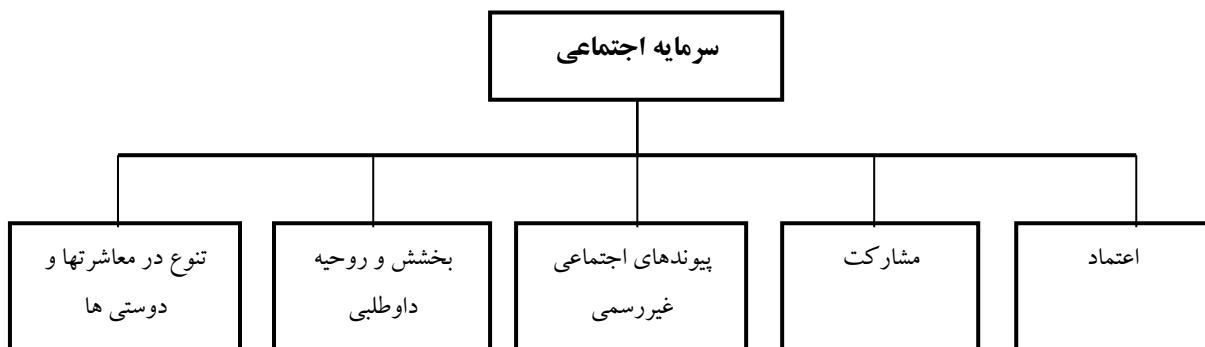 سرمایه اجتماعی
اعتماد
مشارکت
پیوندهای اجتماعی
غیررسمی
بخشش و روحیه
داوطلبی
تنوع در معاشرتها و
دوستی ها